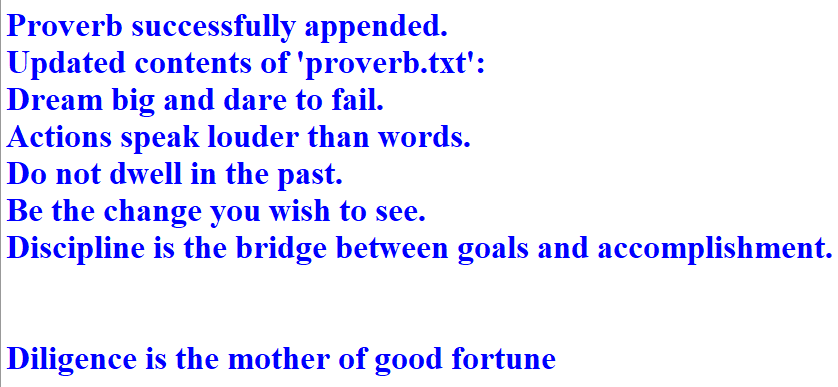 Proverb successfully appended.
Updated contents of 'proverb.txt':
Dream big and dare to fail.
Actions speak louder than words.
Do not dwell in the past.
Be the change you wish to see.
Discipline is the bridge between goals and accomplishment.
Diligence is the mother of good fortune